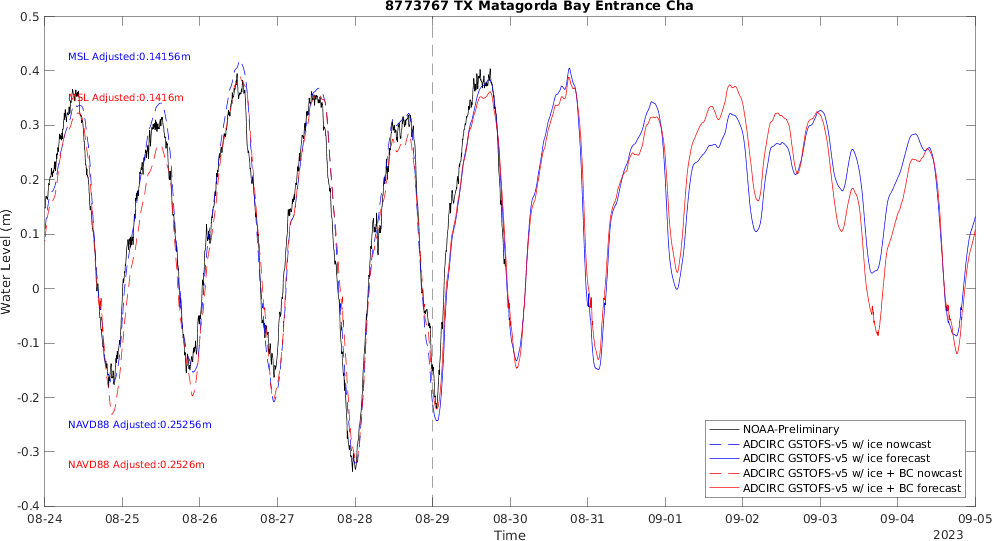 8773767 TX Matagorda Bay Entrance Cha
0.5
0.4
0.3
0.2
0.1
0
-0.1
-0.2
-0.3
-0.4
Water Level (m)
MSL Adjusted:0.14156m
MSL Adjusted:0.1416m
NAVD88 Adjusted:0.25256m
NAVD88 Adjusted:0.2526m
NOAA-Preliminary
ADCIRC GSTOFS-v5 w/ ice nowcast
ADCIRC GSTOFS-v5 w/ ice forecast
ADCIRC GSTOFS-v5 w/ ice + BC nowcast
ADCIRC GSTOFS-v5 w/ ice + BC forecast
08-24 08-25 08-26 08-27 08-28 08-29 08-30 08-31 09-01 09-02 09-03 09-04 09-05
Time
2023